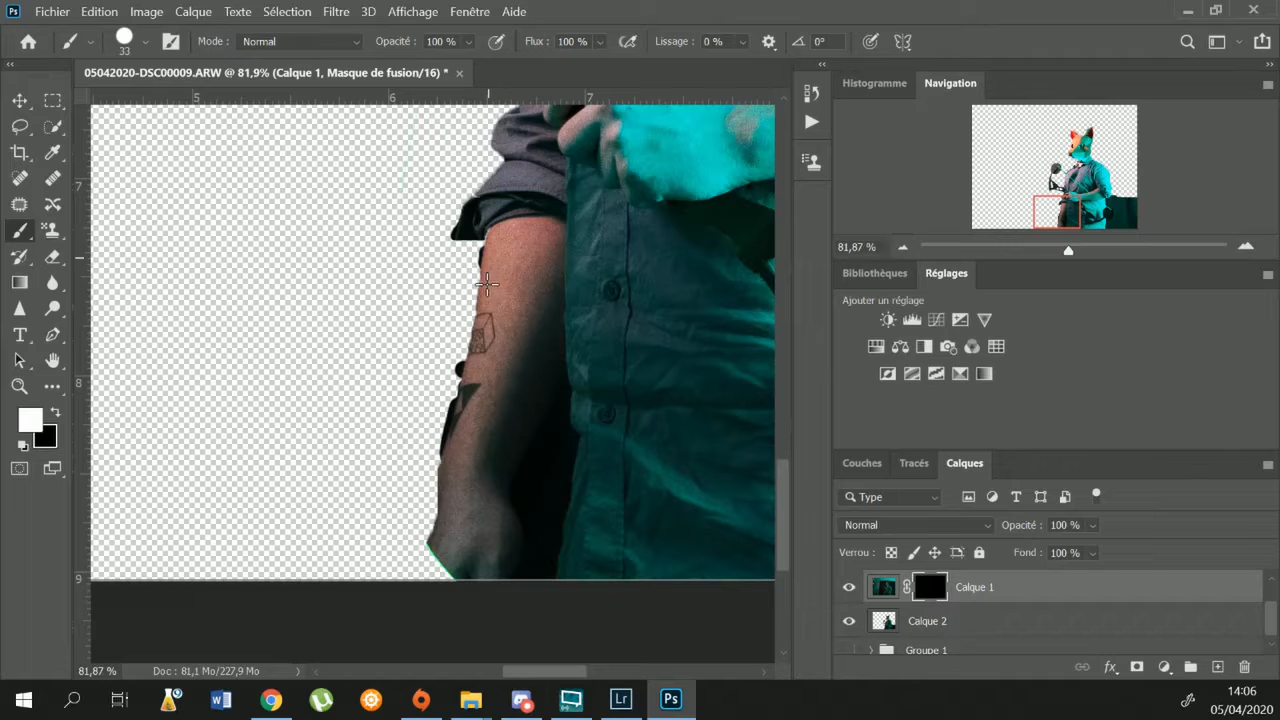 Ps Fichier Edition Image Calque Texte Sélection Filtre 3D Affichage Fenêtre Aide
33 Mode: Normal Opacité: 100 % Flux: 100 % Lissage: 0 % 0°
05042020-DSC00009.ARW @ 81,9% (Calque 1, Masque de fusion/16) *
Histogramme Navigation
5 6 7
7
8
9
81,87 %
Bibliothèques Réglages
Ajouter un réglage
Couches Tracés Calques
Type
Normal Opacité: 100 %
Verrou : Fond : 100 %
Calque 1
Calque 2
Groupe 1
81,87 % Doc : 81,1 Mo/227,9 Mo
fx
W Lr Ps
14:06
05/04/2020